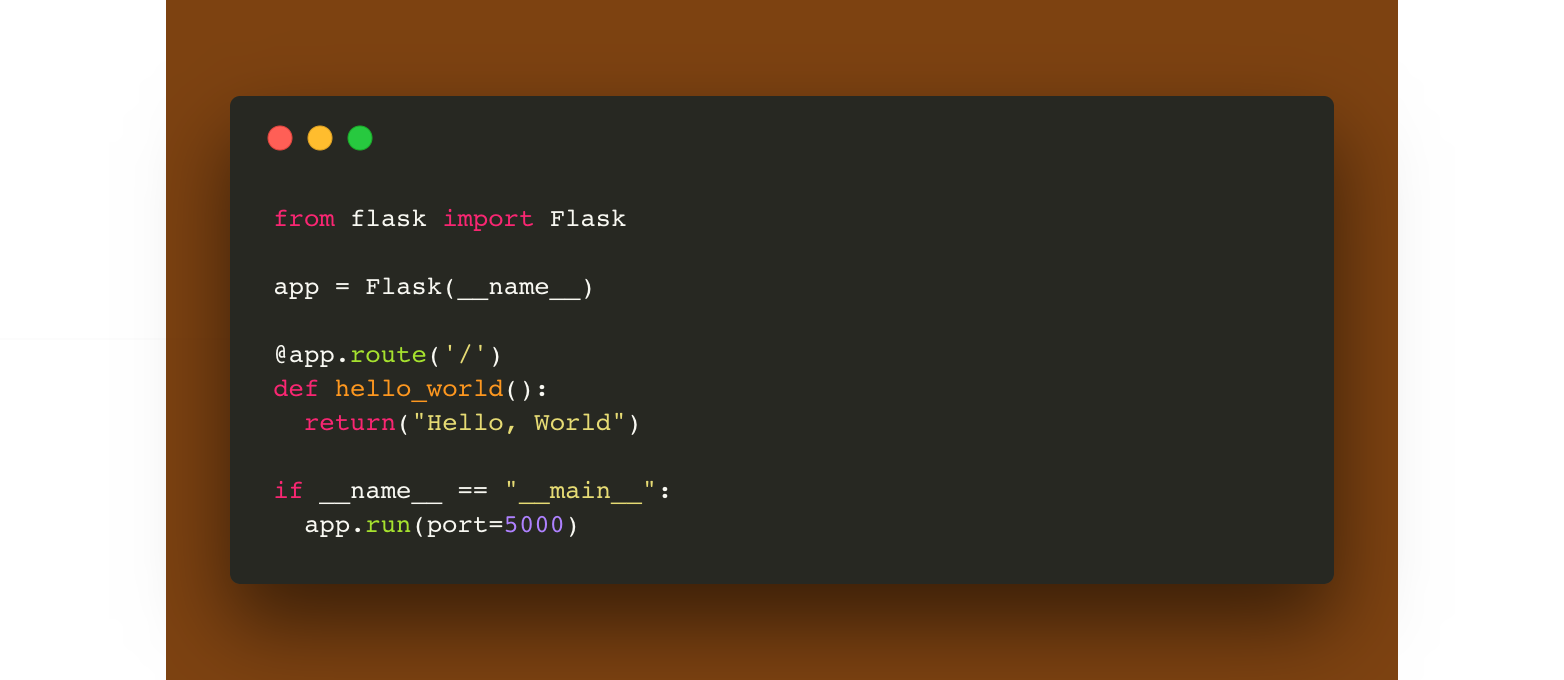 from flask import Flask
app = Flask(__name__)
@app.route('/')
def hello_world():
  return("Hello, World")
if __name__ == "__main__":
  app.run(port=5000)